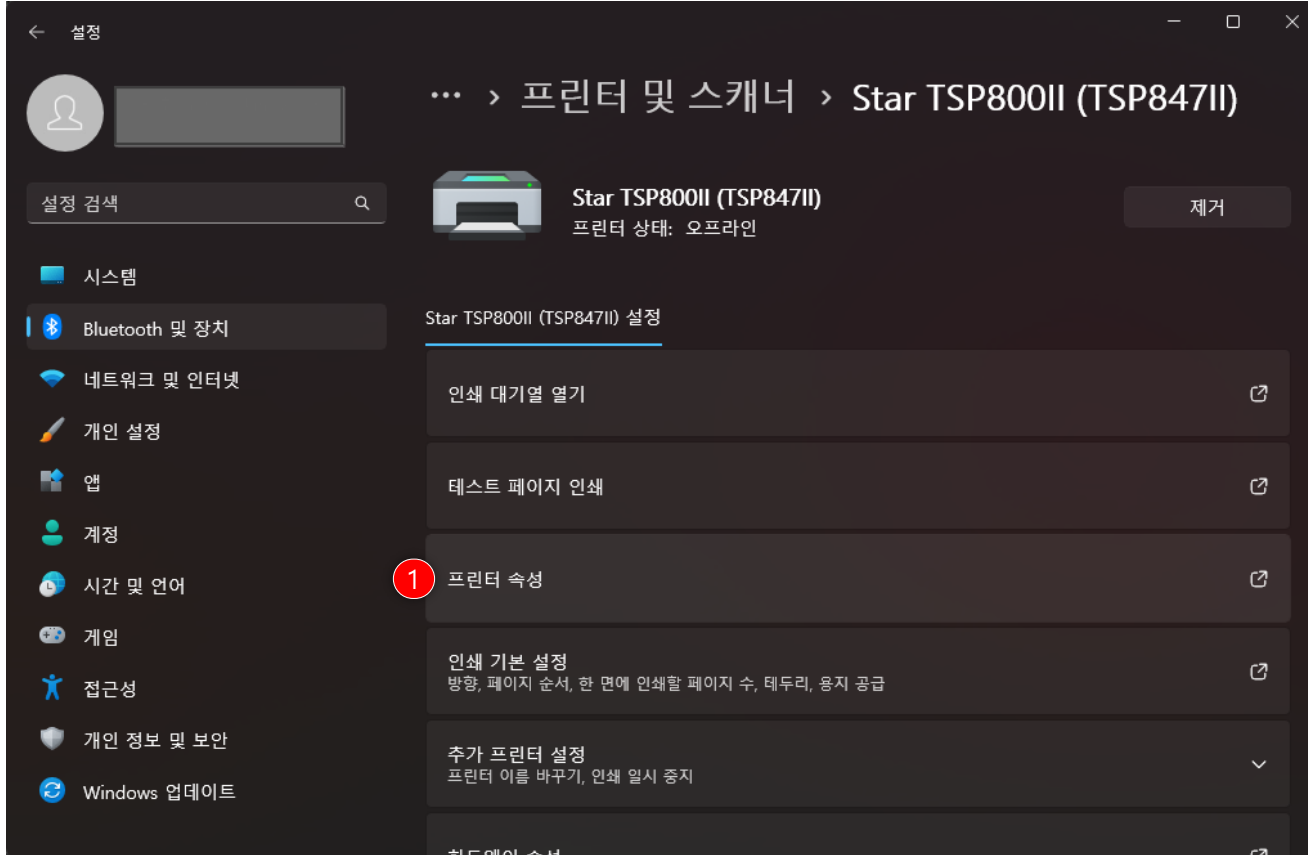 설정
… > 프린터 및 스캐너 > Star TSP800II (TSP847II)
Star TSP800II (TSP847II)
프린터 상태: 오프라인
제거
설정 검색
시스템
Bluetooth 및 장치
네트워크 및 인터넷
개인 설정
앱
계정
시간 및 언어
게임
접근성
개인 정보 및 보안
Windows 업데이트
Star TSP800II (TSP847II) 설정
인쇄 대기열 열기
테스트 페이지 인쇄
1 프린터 속성
인쇄 기본 설정
방향, 페이지 순서, 한 면에 인쇄할 페이지 수, 테두리, 용지 공급
추가 프린터 설정
프린터 이름 바꾸기, 인쇄 일시 중지